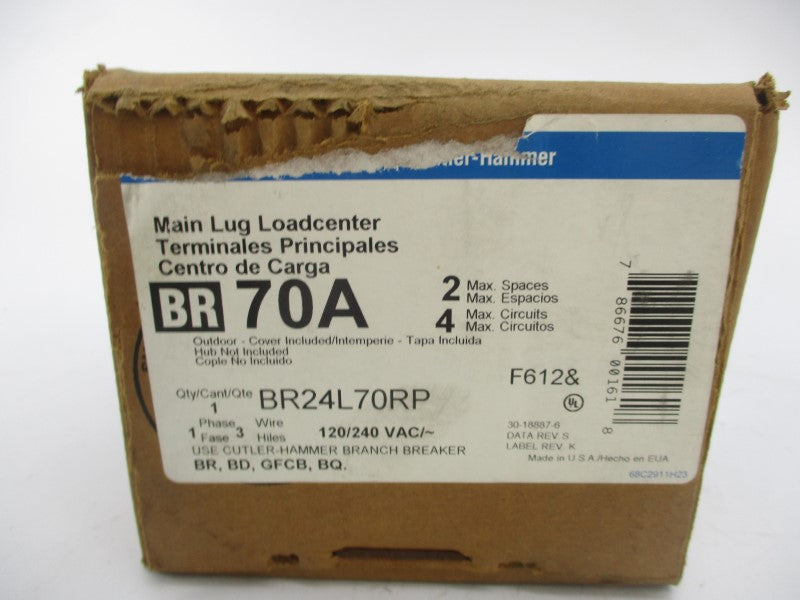 -Hammer
Main Lug Loadcenter
Terminales Principales
Centro de Carga
BR 70A
2 Max. Spaces
Max. Espacios
4 Max. Circuits
Max. Circuitos
Outdoor - Cover Included/Intemperie - Tapa Incluida
Hub Not Included
Cople No Incluido
Qty/Cant/Qte
1
BR24L70RP
F612&
UL
Phase Wire
1 Fase 3 Hiles
120/240 VAC/~
USE CUTLER-HAMMER BRANCH BREAKER
BR, BD, GFCB, BQ.
30-18887-6
DATA REV. S
LABEL REV. K
Made in U.S.A./Hecho en EUA.
68C2911H23
7 86676 00161 8